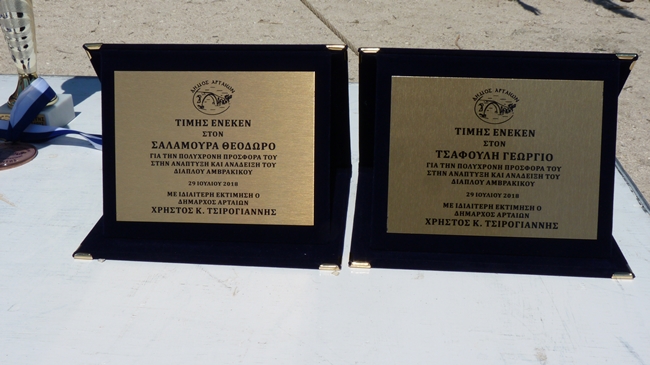 ΔΗΜΟΣ ΑΡΤΑΙΩΝ
ΤΙΜΗΣ ΕΝΕΚΕΝ
ΣΤΟΝ
ΣΑΛΑΜΟΥΡΑ ΘΕΟΔΩΡΟ
ΓΙΑ ΤΗΝ ΠΟΛΥΧΡΟΝΗ ΠΡΟΣΦΟΡΑ ΤΟΥ
ΣΤΗΝ ΑΝΑΠΤΥΞΗ ΚΑΙ ΑΝΑΔΕΙΞΗ ΤΟΥ
ΔΙΑΠΛΟΥ ΑΜΒΡΑΚΙΚΟΥ
29 ΙΟΥΛΙΟΥ 2018
ΜΕ ΙΔΙΑΙΤΕΡΗ ΕΚΤΙΜΗΣΗ Ο
ΔΗΜΑΡΧΟΣ ΑΡΤΑΙΩΝ
ΧΡΗΣΤΟΣ Κ. ΤΣΙΡΟΓΙΑΝΝΗΣ
ΔΗΜΟΣ ΑΡΤΑΙΩΝ
ΤΙΜΗΣ ΕΝΕΚΕΝ
ΣΤΟΝ
ΤΣΑΦΟΥΛΗ ΓΕΩΡΓΙΟ
ΓΙΑ ΤΗΝ ΠΟΛΥΧΡΟΝΗ ΠΡΟΣΦΟΡΑ ΤΟΥ
ΣΤΗΝ ΑΝΑΠΤΥΞΗ ΚΑΙ ΑΝΑΔΕΙΞΗ ΤΟΥ
ΔΙΑΠΛΟΥ ΑΜΒΡΑΚΙΚΟΥ
29 ΙΟΥΛΙΟΥ 2018
ΜΕ ΙΔΙΑΙΤΕΡΗ ΕΚΤΙΜΗΣΗ Ο
ΔΗΜΑΡΧΟΣ ΑΡΤΑΙΩΝ
ΧΡΗΣΤΟΣ Κ. ΤΣΙΡΟΓΙΑΝΝΗΣ